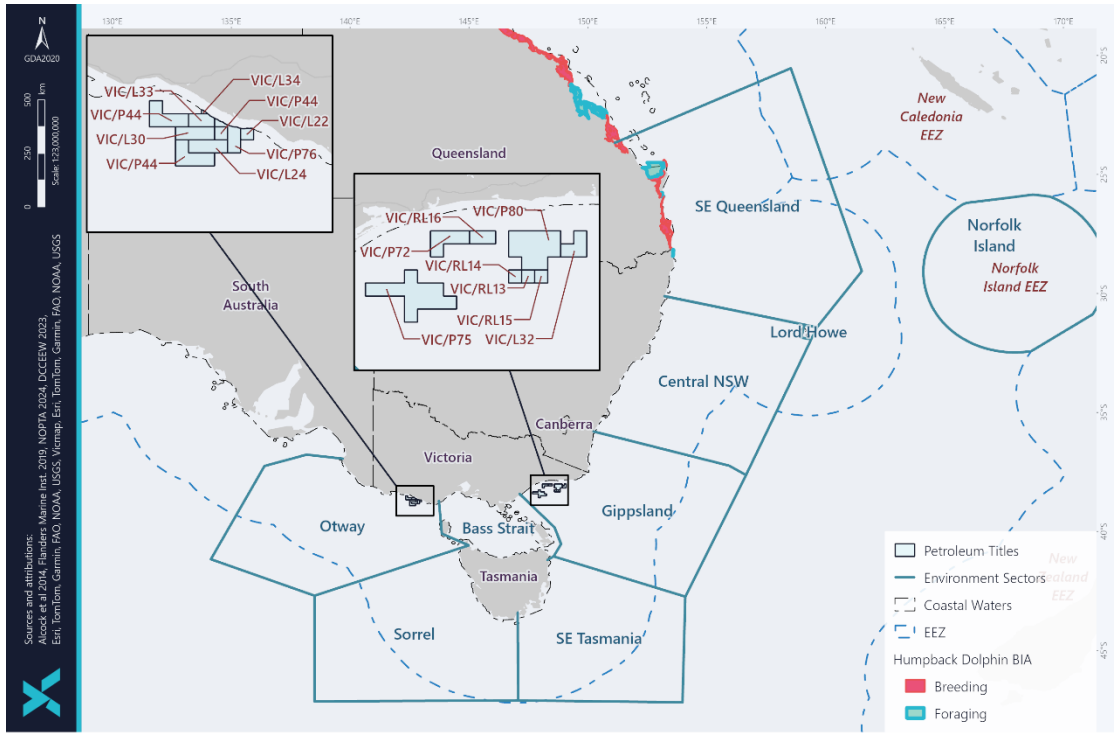 N
GDA2020
500
250
0
Scale: 1:23,000,000
Sources and attributions:
Alcock et al 2014, Flanders Marine Inst. 2019, NOPTA 2024, DCCEEW 2023,
Esri, TomTom, Garmin, FAO, NOAA, USGS, Vicmap, Esri, TomTom, Garmin, FAO, NOAA, USGS
130°E
135°E
140°E
145°E
150°E
155°E
160°E
165°E
170°E
20°S
25°S
30°S
35°S
40°S
45°S
VIC/L34
VIC/L33
VIC/P44
VIC/P44
VIC/L22
VIC/L30
VIC/P76
VIC/P44
VIC/L24
VIC/P80
VIC/RL16
VIC/P72
VIC/RL14
VIC/RL13
VIC/RL15
VIC/P75
VIC/L32
Queensland
New
Caledonia
EEZ
SE Queensland
Norfolk
Island
Norfolk
Island EEZ
South
Australia
Lord Howe
Central NSW
Canberra
Victoria
Gippsland
Otway
Bass Strait
Tasmania
Sorrel
SE Tasmania
New
Zealand
EEZ
Petroleum Titles
Environment Sectors
Coastal Waters
EEZ
Humpback Dolphin BIA
Breeding
Foraging